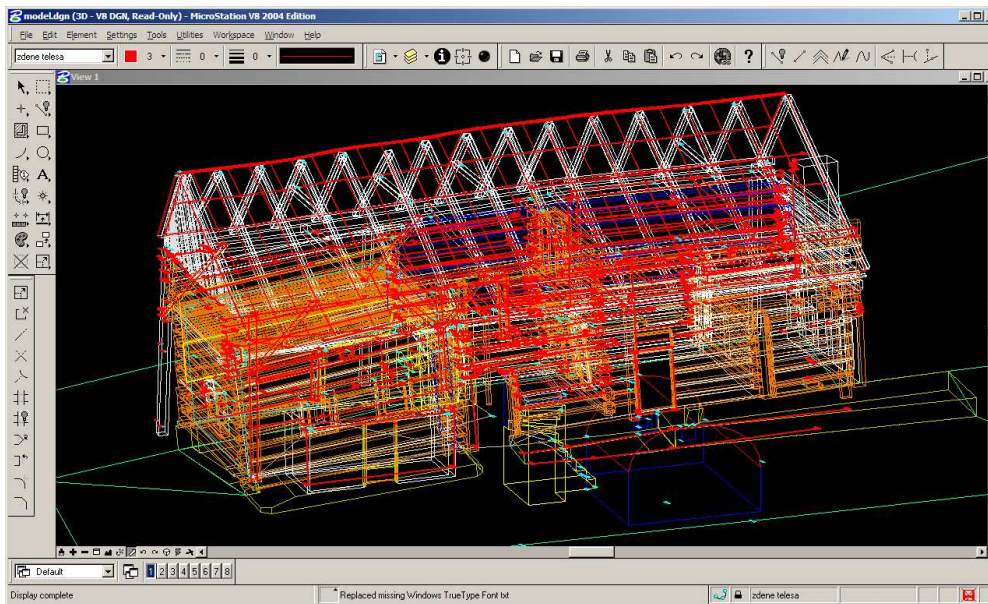 model.dgn (3D - V8 DGN, Read-Only) - MicroStation V8 2004 Edition
File Edit Element Settings Tools Utilities Workspace Window Help
zdene telesa 3 0 0
View 1
Default 1 2 3 4 5 6 7 8
Display complete Replaced missing Windows TrueType Font txt zdene telesa